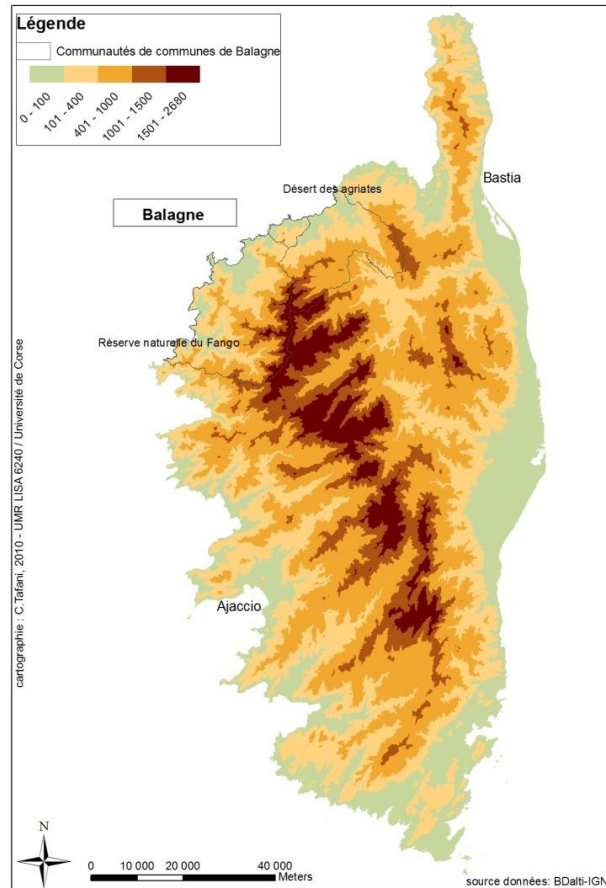 Légende
Communautés de communes de Balagne
0 - 100
101 - 400
401 - 1000
1001 - 1500
1501 - 2680
Bastia
Désert des agriates
Balagne
Réserve naturelle du Fango
Ajaccio
cartographie : C.Tafani, 2010 - UMR LISA 6240 / Université de Corse
N
0 10 000 20 000 40 000
Meters
source données: BDalti-IGN